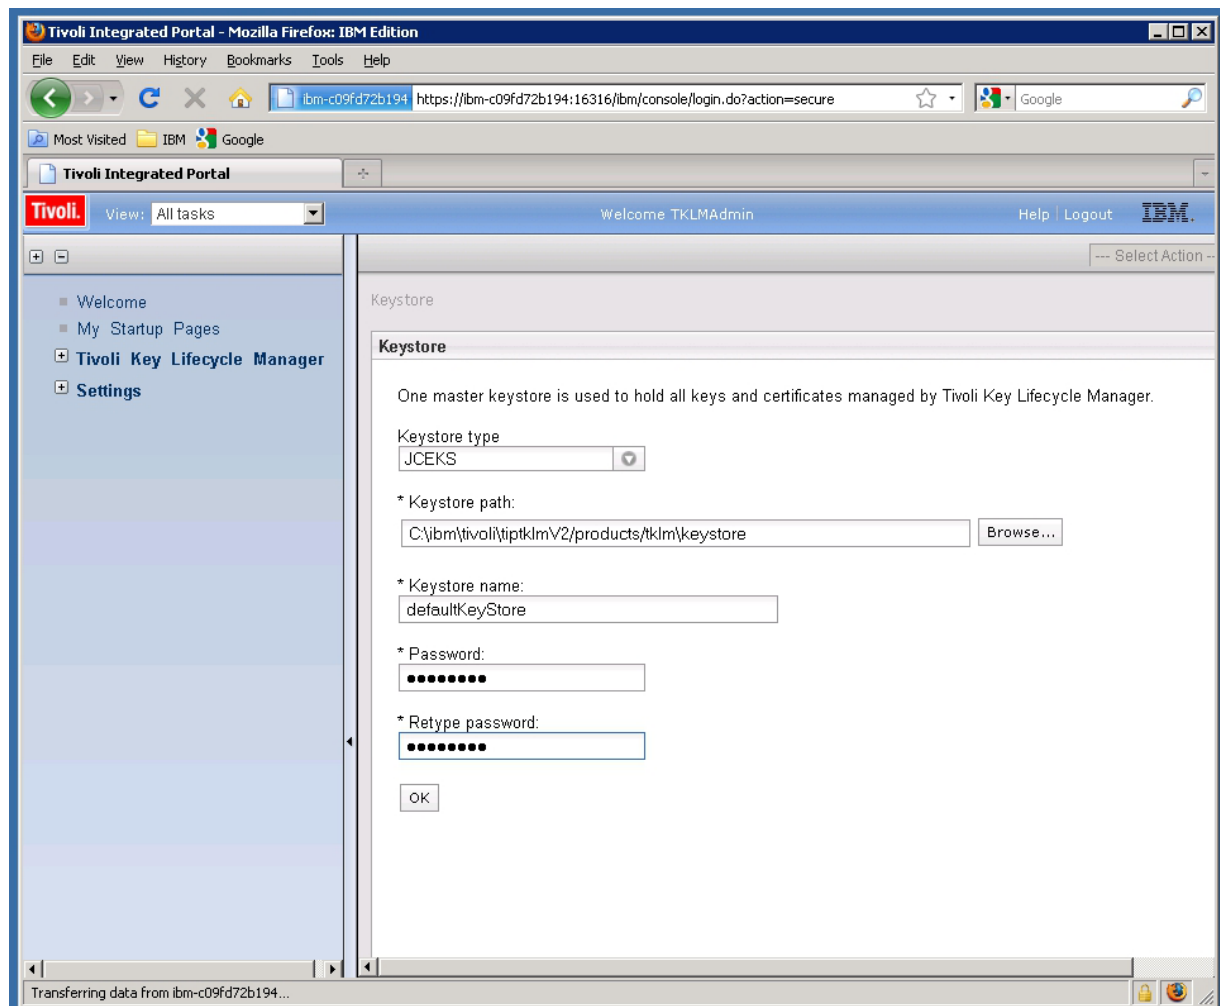 Tivoli Integrated Portal - Mozilla Firefox: IBM Edition
File Edit View History Bookmarks Tools Help
ibm-c09fd72b194 https://ibm-c09fd72b194:16316/ibm/console/login.do?action=secure Google
Most Visited IBM Google
Tivoli Integrated Portal
Tivoli. View: All tasks Welcome TKLMAdmin Help Logout IBM.
--- Select Action --
Welcome
My Startup Pages
Tivoli Key Lifecycle Manager
Settings
Keystore
Keystore
One master keystore is used to hold all keys and certificates managed by Tivoli Key Lifecycle Manager.
Keystore type
JCEKS
* Keystore path:
C:\ibm\tivoli\tiptklmV2/products/tklm\keystore Browse...
* Keystore name:
defaultKeyStore
* Password:
●●●●●●●●
* Retype password:
●●●●●●●●
OK
Transferring data from ibm-c09fd72b194...